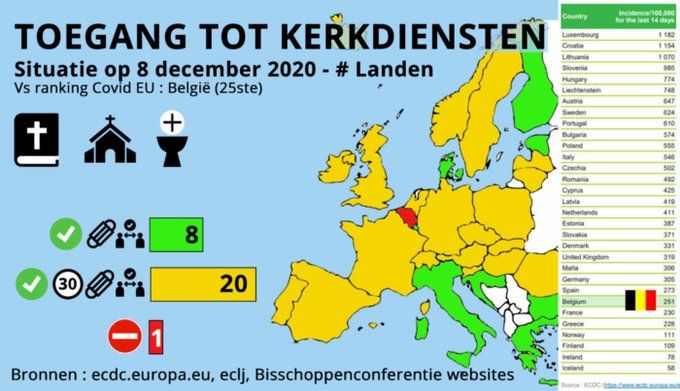 TOEGANG TOT KERKDIENSTEN
Situatie op 8 december 2020 - # Landen
Vs ranking Covid EU : België (25ste)
8
30
20
1
Bronnen : ecdc.europa.eu, eclj, Bisschoppenconferentie websites
Country Incidence/100,000 for the last 14 days
Luxembourg 1 182
Croatia 1 154
Lithuania 1 070
Slovenia 985
Hungary 774
Liechtenstein 748
Austria 647
Sweden 624
Portugal 610
Bulgaria 574
Poland 555
Italy 546
Czechia 502
Romania 492
Cyprus 425
Latvia 419
Netherlands 411
Estonia 387
Slovakia 371
Denmark 331
United Kingdom 319
Malta 306
Germany 305
Spain 273
Belgium 251
France 230
Greece 228
Norway 111
Finland 109
Ireland 78
Iceland 58
Source : ECDC (https://www.ecdc.europa.eu/e